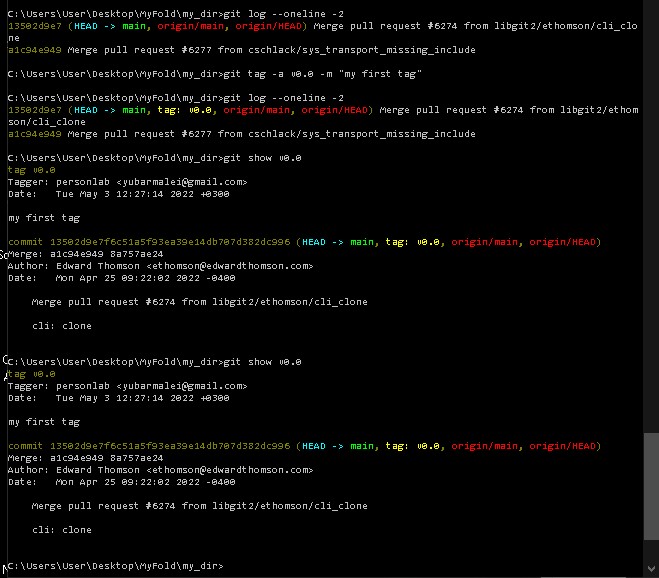 C:\Users\User\Desktop\MyFold\my_dir>git log --oneline -2
13502d9e7 (HEAD -> main, origin/main, origin/HEAD) Merge pull request #6274 from libgit2/ethomson/cli_clo
ne
a1c94e949 Merge pull request #6277 from cschlack/sys_transport_missing_include
C:\Users\User\Desktop\MyFold\my_dir>git tag -a v0.0 -m "my first tag"
C:\Users\User\Desktop\MyFold\my_dir>git log --oneline -2
13502d9e7 (HEAD -> main, tag: v0.0, origin/main, origin/HEAD) Merge pull request #6274 from libgit2/ethom
son/cli_clone
a1c94e949 Merge pull request #6277 from cschlack/sys_transport_missing_include
C:\Users\User\Desktop\MyFold\my_dir>git show v0.0
tag v0.0
Tagger: personlab <yubarmalei@gmail.com>
Date:   Tue May 3 12:27:14 2022 +0300
my first tag
commit 13502d9e7f6c51a5f93ea39e14db707d382dc996 (HEAD -> main, tag: v0.0, origin/main, origin/HEAD)
Merge: a1c94e949 8a757ae24
Author: Edward Thomson <ethomson@edwardthomson.com>
Date:   Mon Apr 25 09:22:02 2022 -0400
Merge pull request #6274 from libgit2/ethomson/cli_clone
cli: clone
C:\Users\User\Desktop\MyFold\my_dir>git show v0.0
tag v0.0
Tagger: personlab <yubarmalei@gmail.com>
Date:   Tue May 3 12:27:14 2022 +0300
my first tag
commit 13502d9e7f6c51a5f93ea39e14db707d382dc996 (HEAD -> main, tag: v0.0, origin/main, origin/HEAD)
Merge: a1c94e949 8a757ae24
Author: Edward Thomson <ethomson@edwardthomson.com>
Date:   Mon Apr 25 09:22:02 2022 -0400
Merge pull request #6274 from libgit2/ethomson/cli_clone
cli: clone
C:\Users\User\Desktop\MyFold\my_dir>